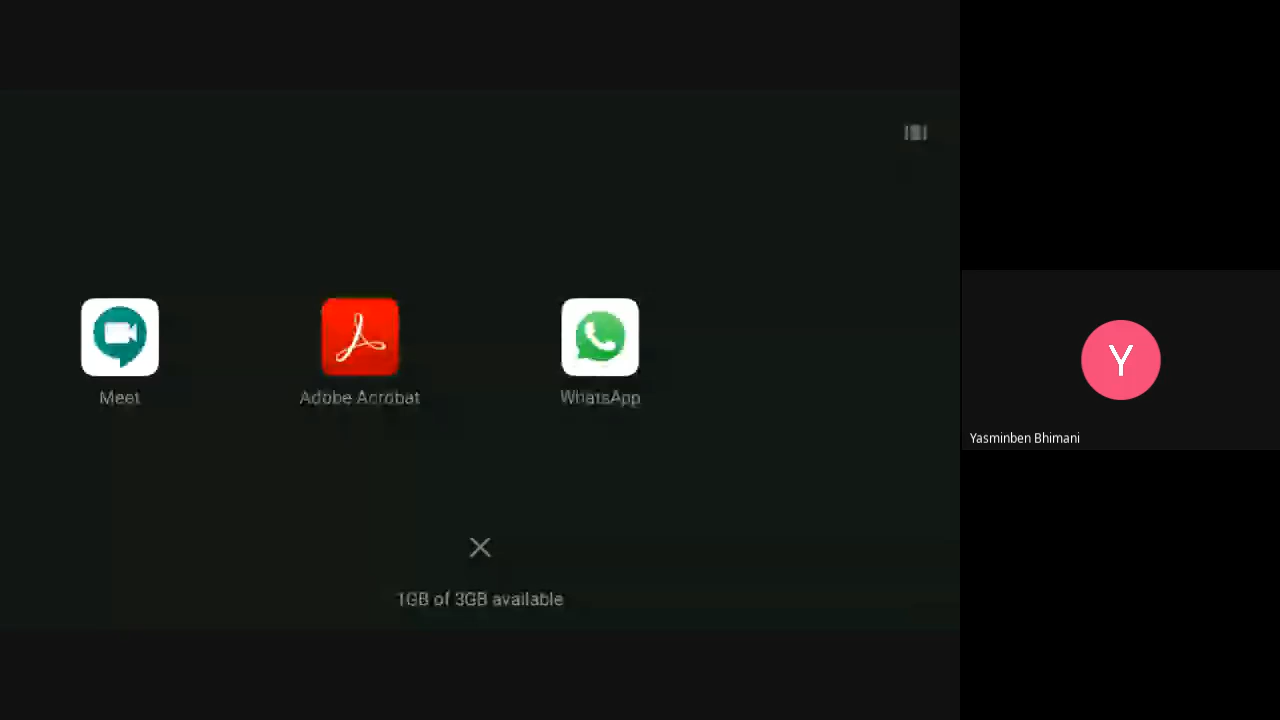 Meet
Adobe Acrobat
WhatsApp
1GB of 3GB available
Y
Yasminben Bhimani